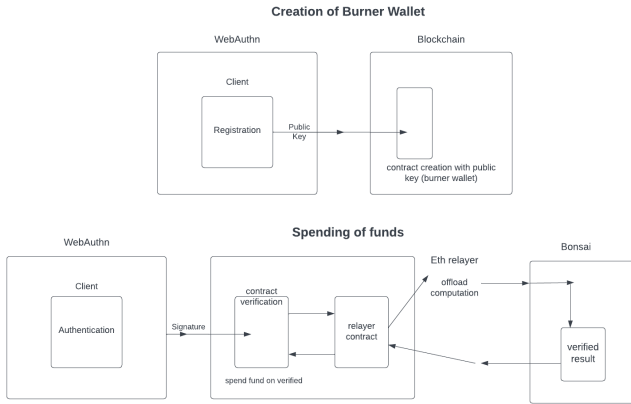 Creation of Burner Wallet
WebAuthn
Blockchain
Client
Registration
Public
Key
contract creation with public
key (burner wallet)
Spending of funds
WebAuthn
Eth relayer
Bonsai
Client
contract
verification
offload
computation
Authentication
Signature
relayer
contract
verified
result
spend fund on verified